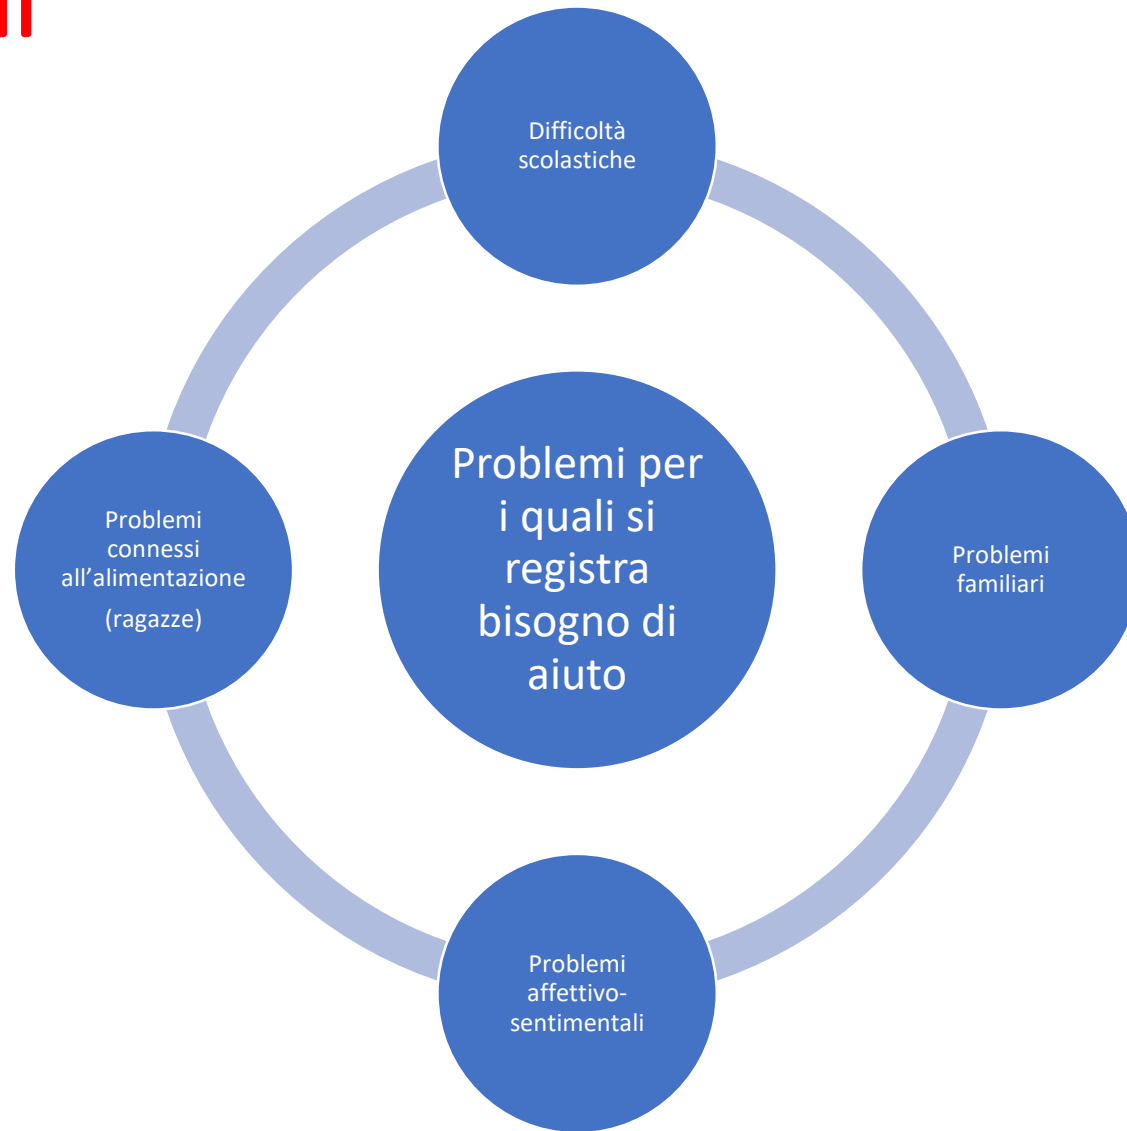 Difficoltà
scolastiche
Problemi per
i quali si
registra
bisogno di
aiuto
Problemi
familiari
Problemi
affettivo-
sentimentali
Problemi
connessi
all’alimentazione
(ragazze)